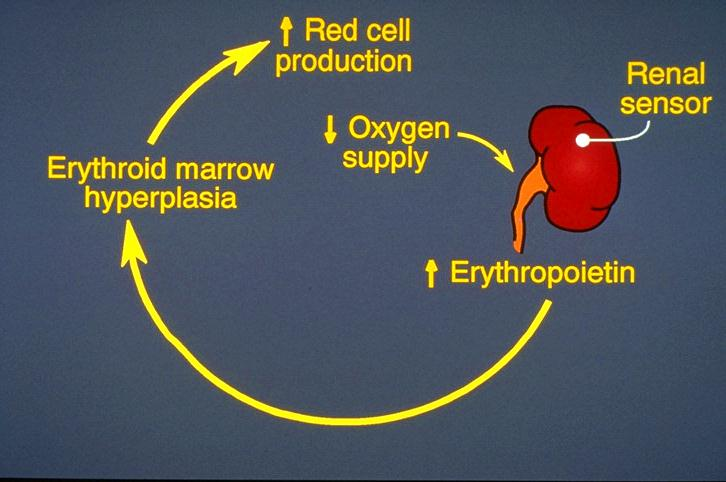 ↑ Red cell
production
Renal
sensor
↓ Oxygen
supply
Erythroid marrow
hyperplasia
↑ Erythropoietin